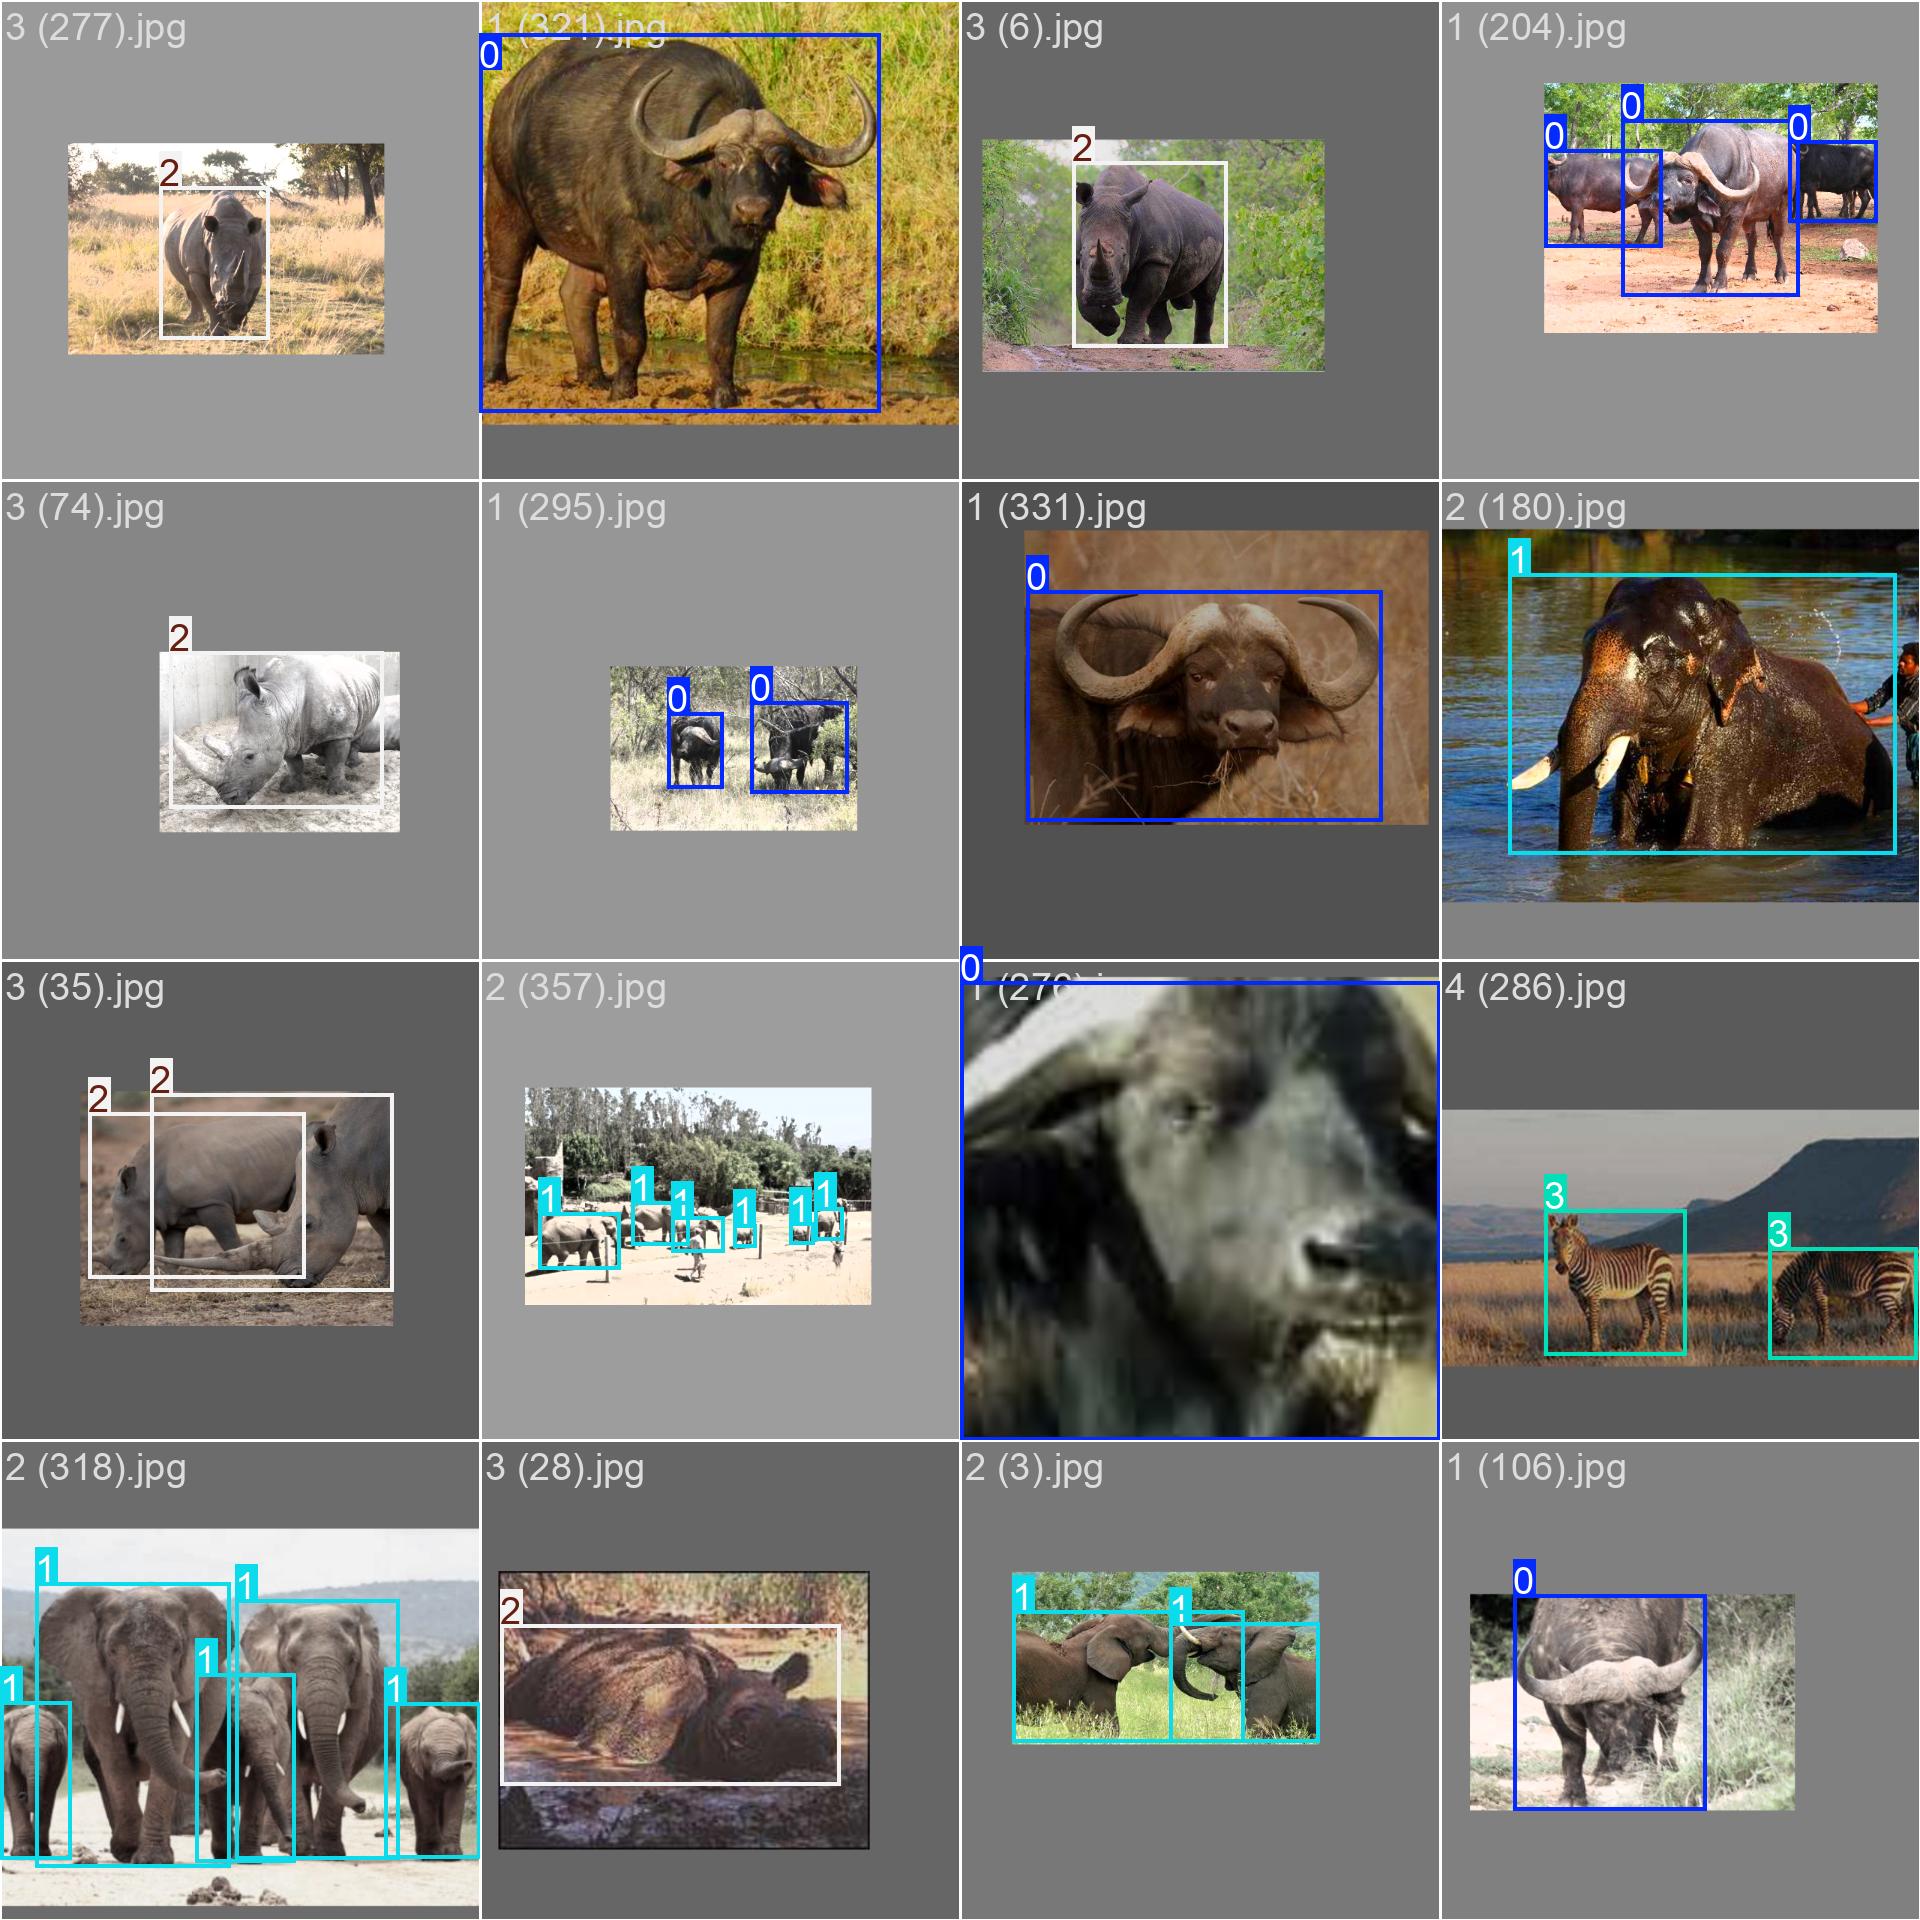 3 (277).jpg
1 (321).jpg
3 (6).jpg
1 (204).jpg
2
0
2
0
0
0
3 (74).jpg
1 (295).jpg
1 (331).jpg
2 (180).jpg
2
0
0
0
1
3 (35).jpg
2 (357).jpg
0
1 (276)
4 (286).jpg
2
2
1
1
1
1
1
1
3
3
2 (318).jpg
3 (28).jpg
2 (3).jpg
1 (106).jpg
1
1
1
1
1
2
1
1
0